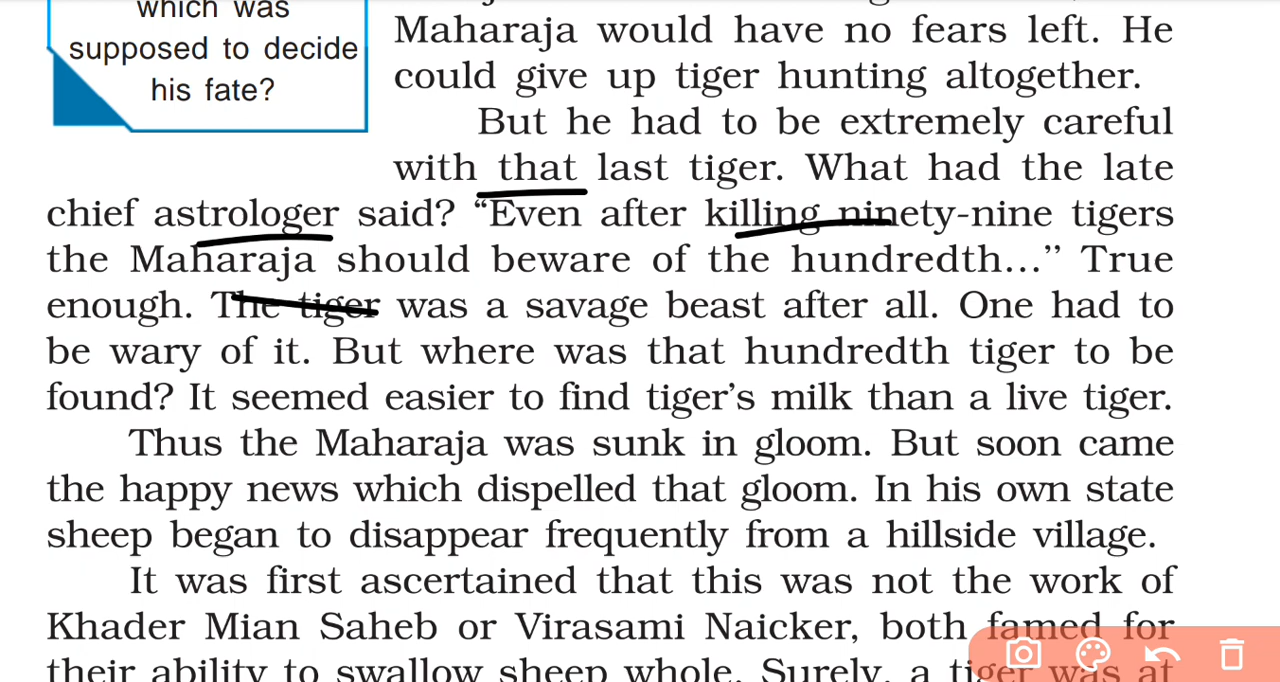 which was
supposed to decide
his fate?
Maharaja would have no fears left. He
could give up tiger hunting altogether.
But he had to be extremely careful
with that last tiger. What had the late
chief astrologer said? “Even after killing ninety-nine tigers
the Maharaja should beware of the hundredth...’’ True
enough. The tiger was a savage beast after all. One had to
be wary of it. But where was that hundredth tiger to be
found? It seemed easier to find tiger’s milk than a live tiger.
Thus the Maharaja was sunk in gloom. But soon came
the happy news which dispelled that gloom. In his own state
sheep began to disappear frequently from a hillside village.
It was first ascertained that this was not the work of
Khader Mian Saheb or Virasami Naicker, both famed for
their ability to swallow sheep whole. Surely, a tiger was at